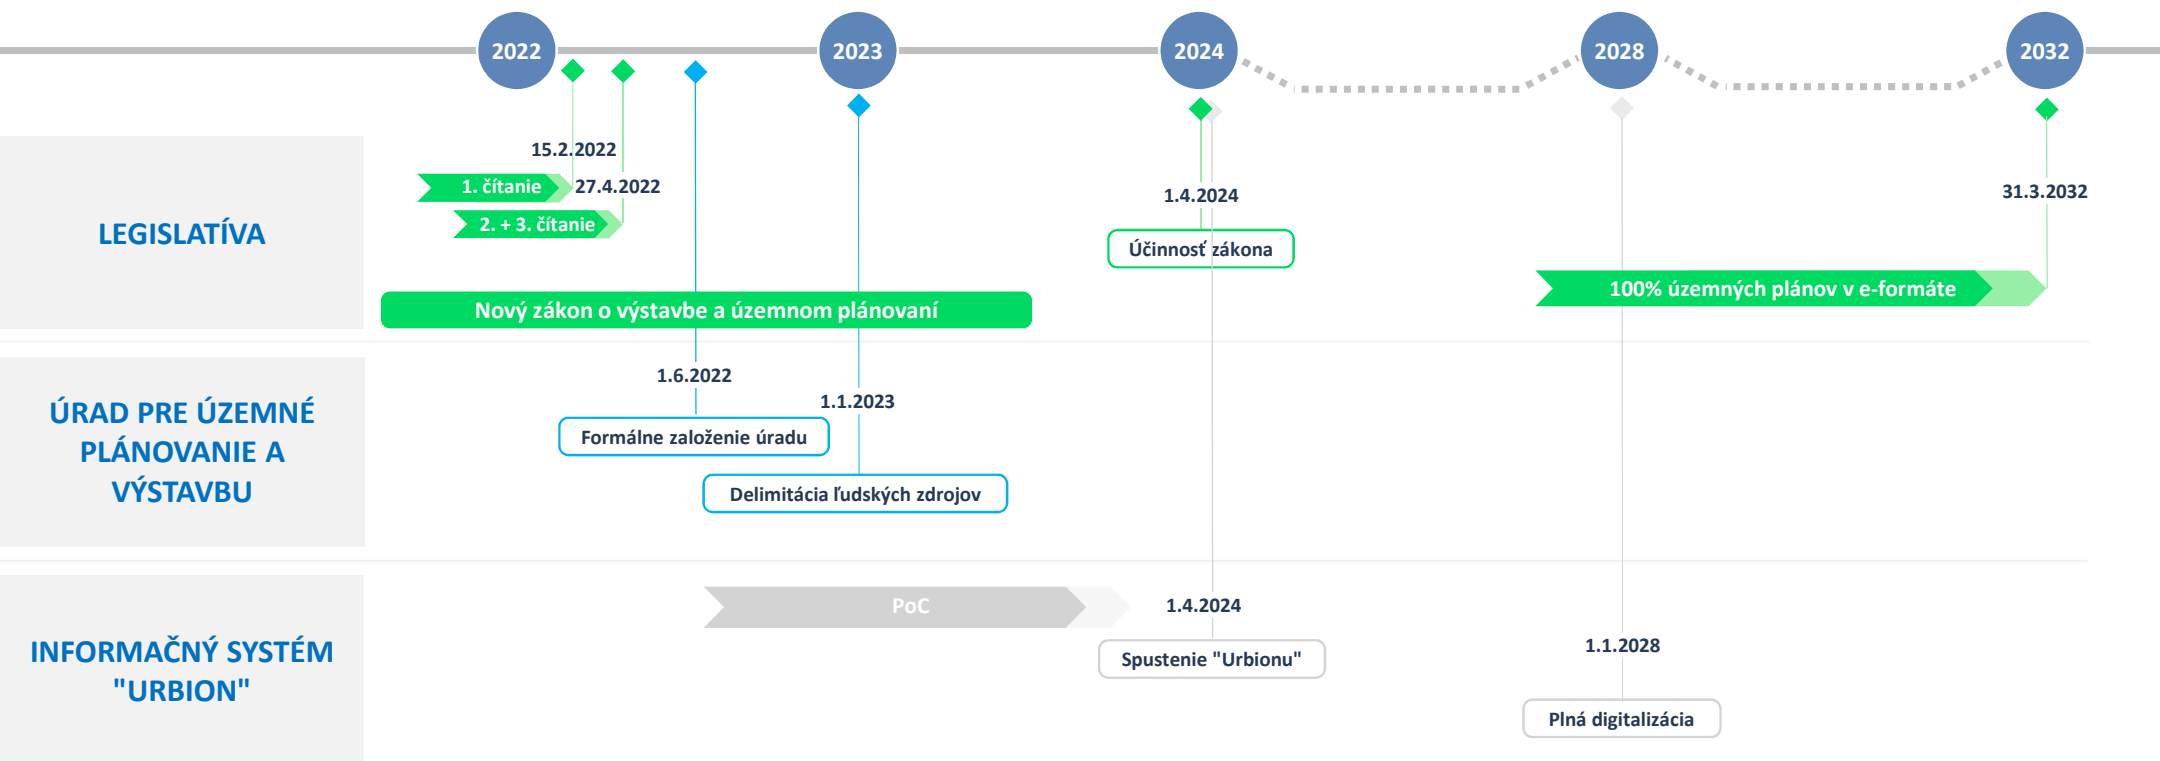 2022
2023
2024
2028
2032
LEGISLATÍVA
15.2.2022
1. čítanie
27.4.2022
2. + 3. čítanie
1.4.2024
Účinnosť zákona
31.3.2032
100% územných plánov v e-formáte
Nový zákon o výstavbe a územnom plánovaní
ÚRAD PRE ÚZEMNÉ
PLÁNOVANIE A
VÝSTAVBU
1.6.2022
Formálne založenie úradu
1.1.2023
Delimitácia ľudských zdrojov
INFORMAČNÝ SYSTÉM
"URBION"
PoC
1.4.2024
Spustenie "Urbionu"
1.1.2028
Plná digitalizácia